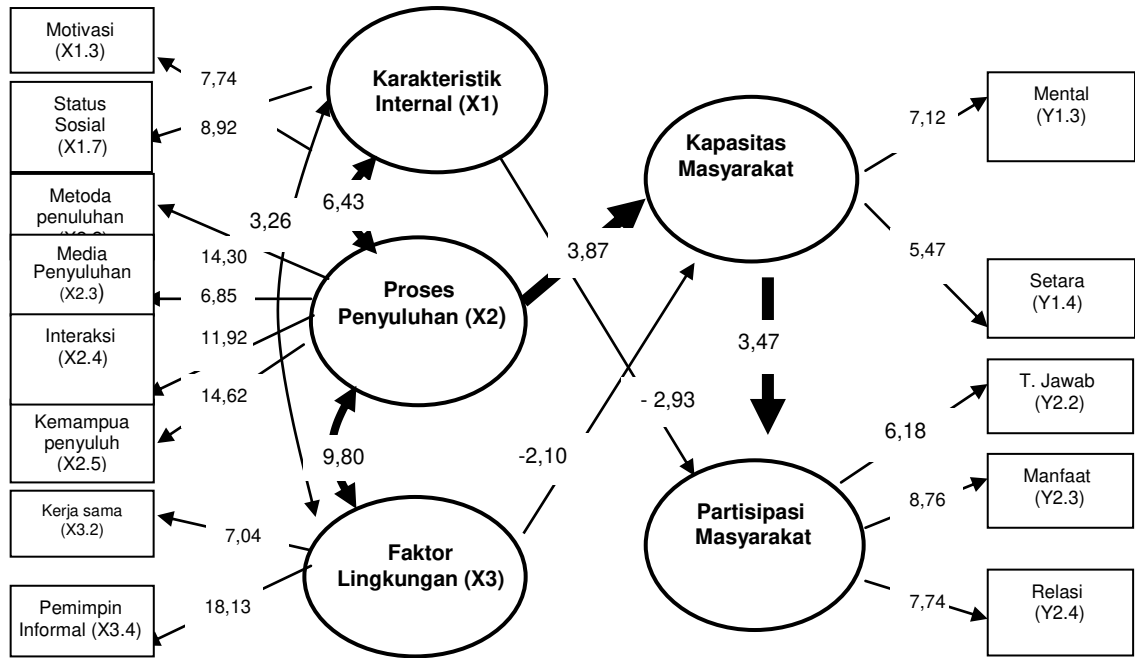 Motivasi
(X1.3)
Status
Sosial
(X1.7)
Metoda
penuluhan
Media
Penyuluhan
(X2.3)
Interaksi
(X2.4)
Kemampua
penyuluh
(X2.5)
Kerja sama
(X3.2)
Pemimpin
Informal (X3.4)
7,74
8,92
14,30
6,85
11,92
14,62
7,04
18,13
Karakteristik
Internal (X1)
3,26
6,43
Proses
Penyuluhan (X2)
9,80
Faktor
Lingkungan (X3)
3,87
- 2,93
-2,10
Kapasitas
Masyarakat
3,47
Partisipasi
Masyarakat
7,12
5,47
6,18
8,76
7,74
Mental
(Y1.3)
Setara
(Y1.4)
T. Jawab
(Y2.2)
Manfaat
(Y2.3)
Relasi
(Y2.4)